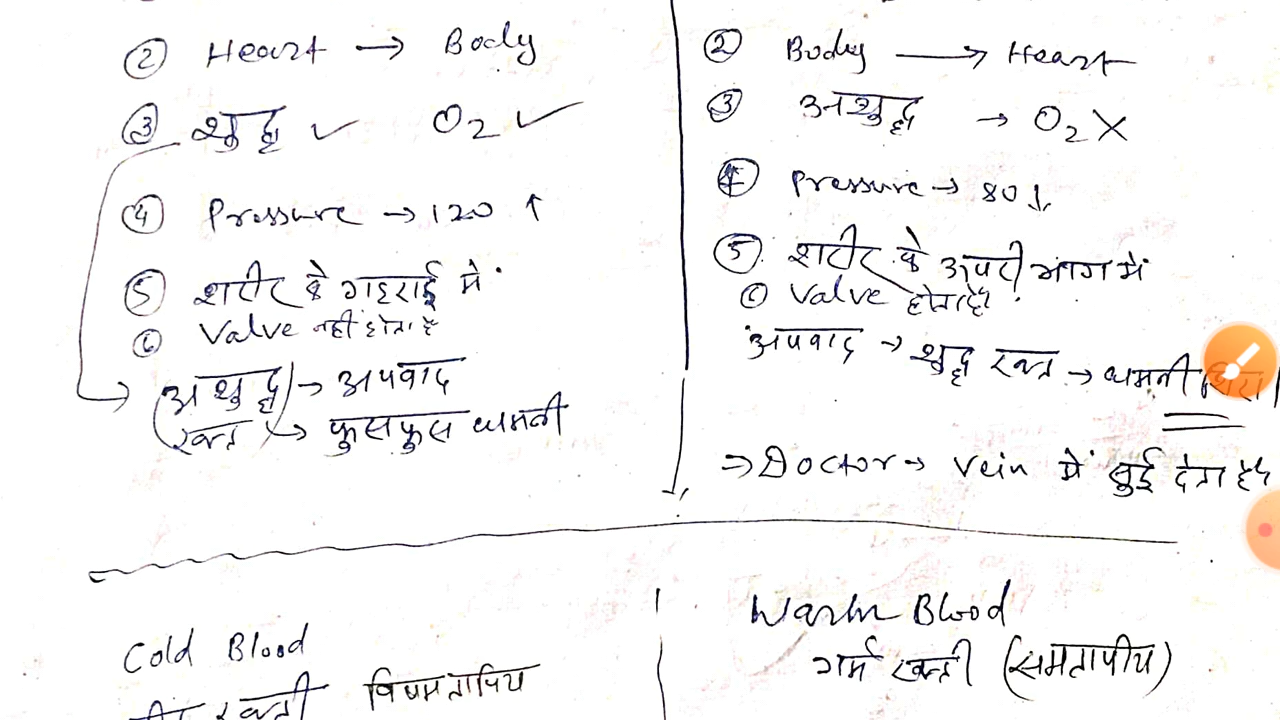 ② Heart → Body
③ शुद्ध ✓ O2 ✓
④ Pressure → 120 ↑
⑤ शरीर के गहराई में
⑥ Valve नही होता है
(अशुद्ध रक्त) → अपवाद
→ फुसफुस धमनी
② Body → Heart
③ अनशुद्ध → O2 X
④ Pressure → 80 ↓
⑤ शरीर के ऊपरी भाग में
⑥ Valve होता है।
अपवाद → शुद्ध रक्त → धमनी
⇒ Doctor → vein में सुई देता है
Cold Blood
रक्ती विषमतापिय
Warm Blood
गर्म रक्ती (समतापीय)